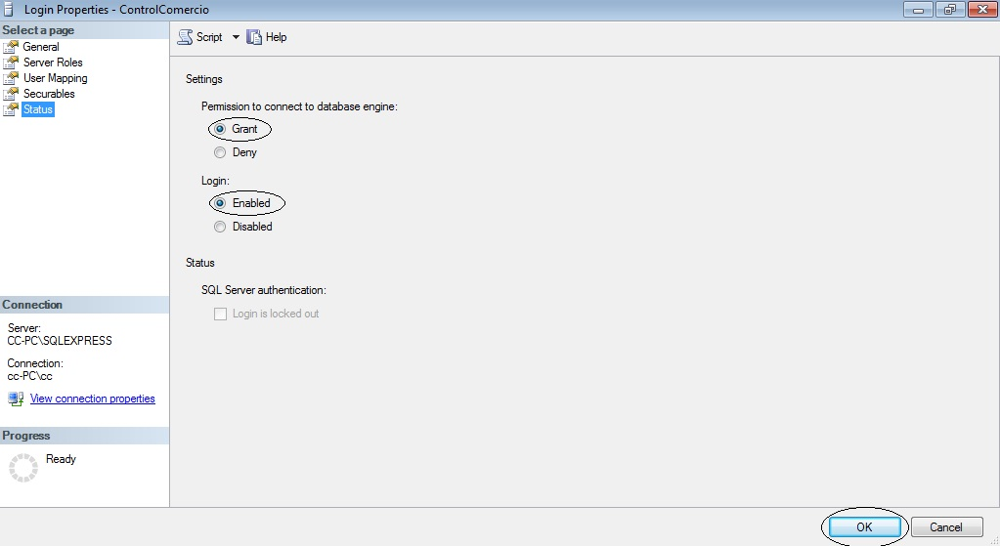 Login Properties - ControlComercio
Select a page
General
Server Roles
User Mapping
Securables
Status
Script Help
Settings
Permission to connect to database engine:
Grant
Deny
Login:
Enabled
Disabled
Status
SQL Server authentication:
Login is locked out
Connection
Server:
CC-PC\SQLEXPRESS
Connection:
cc-PC\cc
View connection properties
Progress
Ready
OK Cancel